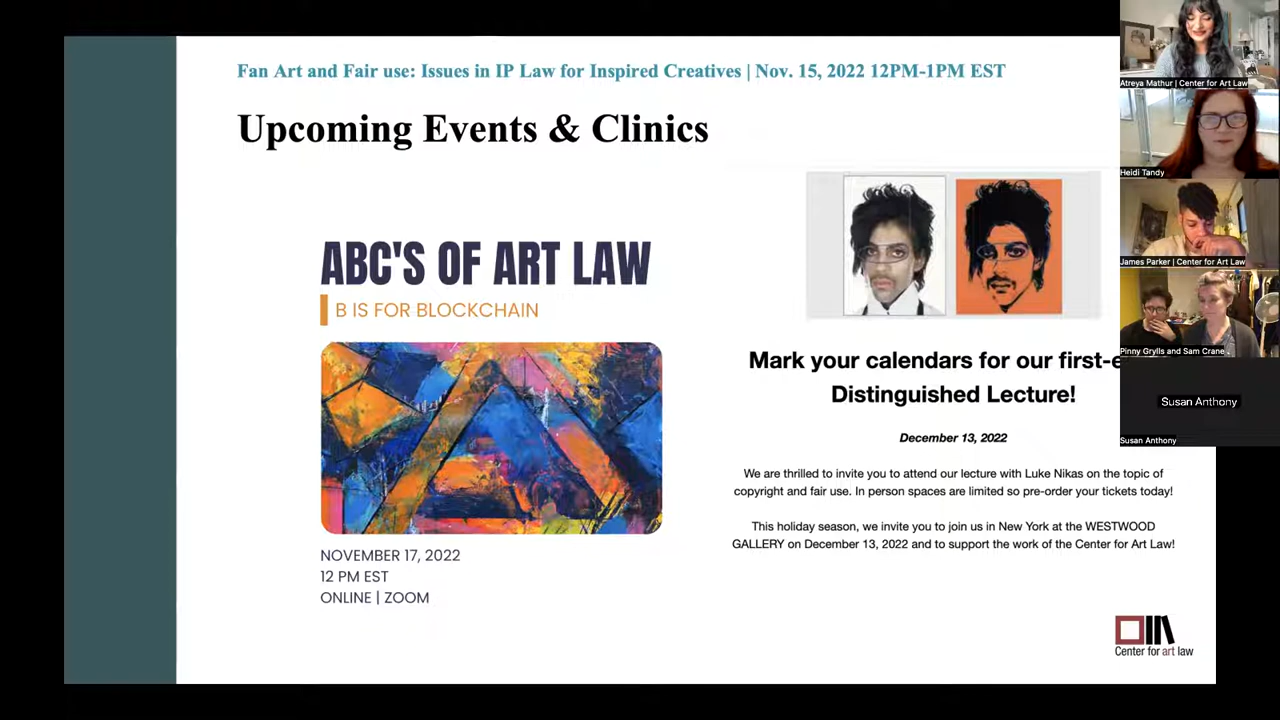 Fan Art and Fair use: Issues in IP Law for Inspired Creatives | Nov. 15, 2022 12PM-1PM EST
Upcoming Events & Clinics
ABC'S OF ART LAW
B IS FOR BLOCKCHAIN
NOVEMBER 17, 2022
12 PM EST
ONLINE | ZOOM
Mark your calendars for our first-e
Distinguished Lecture!
December 13, 2022
We are thrilled to invite you to attend our lecture with Luke Nikas on the topic of
copyright and fair use. In person spaces are limited so pre-order your tickets today!
This holiday season, we invite you to join us in New York at the WESTWOOD
GALLERY on December 13, 2022 and to support the work of the Center for Art Law!
Center for art law
Atreya Mathur | Center for Art Law
Heidi Tandy
James Parker | Center for Art Law
Pinny Grylls and Sam Crane
Susan Anthony
Susan Anthony